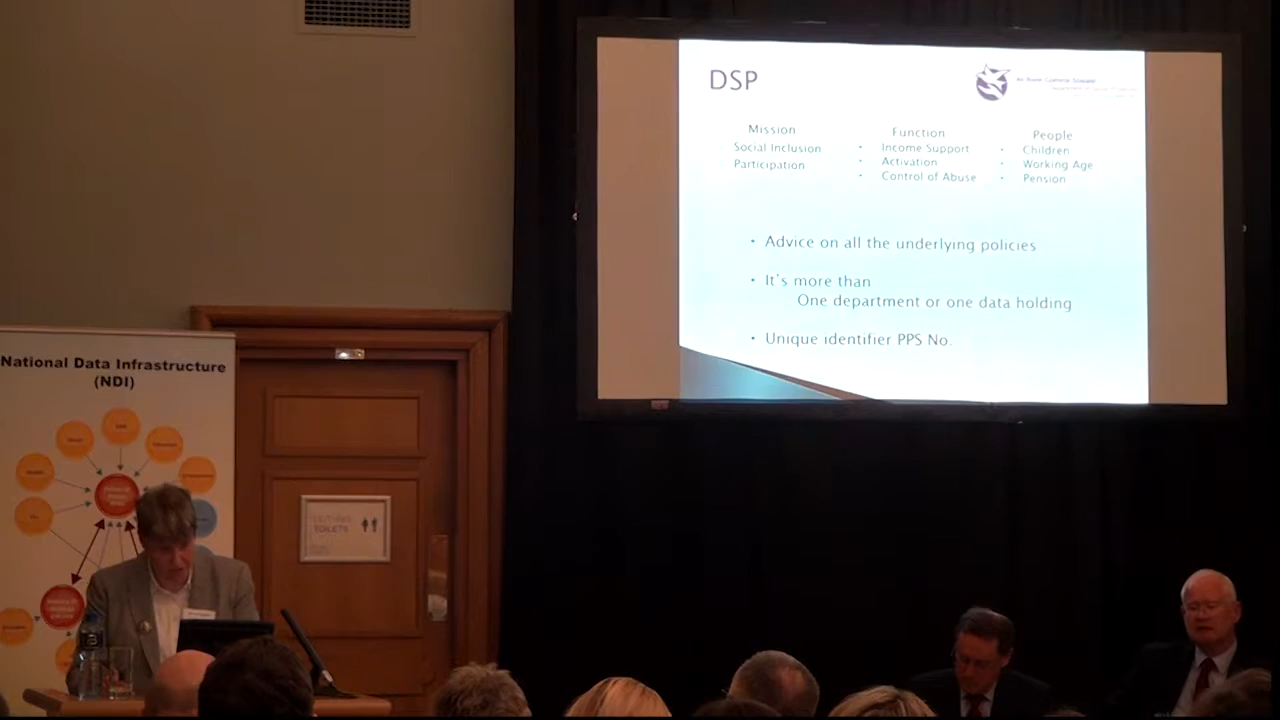 DSP
Mission
Social Inclusion
Participation
Function
• Income Support
• Activation
• Control of Abuse
People
• Children
• Working Age
• Pension
• Advice on all the underlying policies
• It's more than
One department or one data holding
• Unique identifier PPS No.
National Data Infrastructure
(NDI)
TOILETS